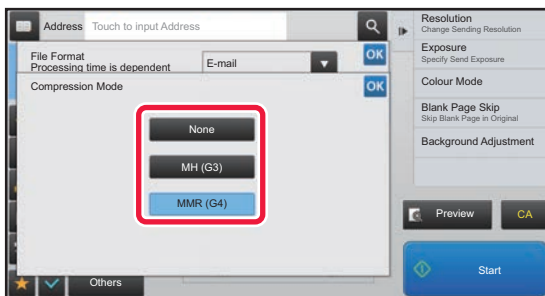 Address Touch to input Address
File Format
Processing time is dependent
E-mail
OK
Compression Mode
OK
None
MH (G3)
MMR (G4)
Others
Resolution
Change Sending Resolution
Exposure
Specify Send Exposure
Colour Mode
Blank Page Skip
Skip Blank Page in Original
Background Adjustment
Preview
CA
Start